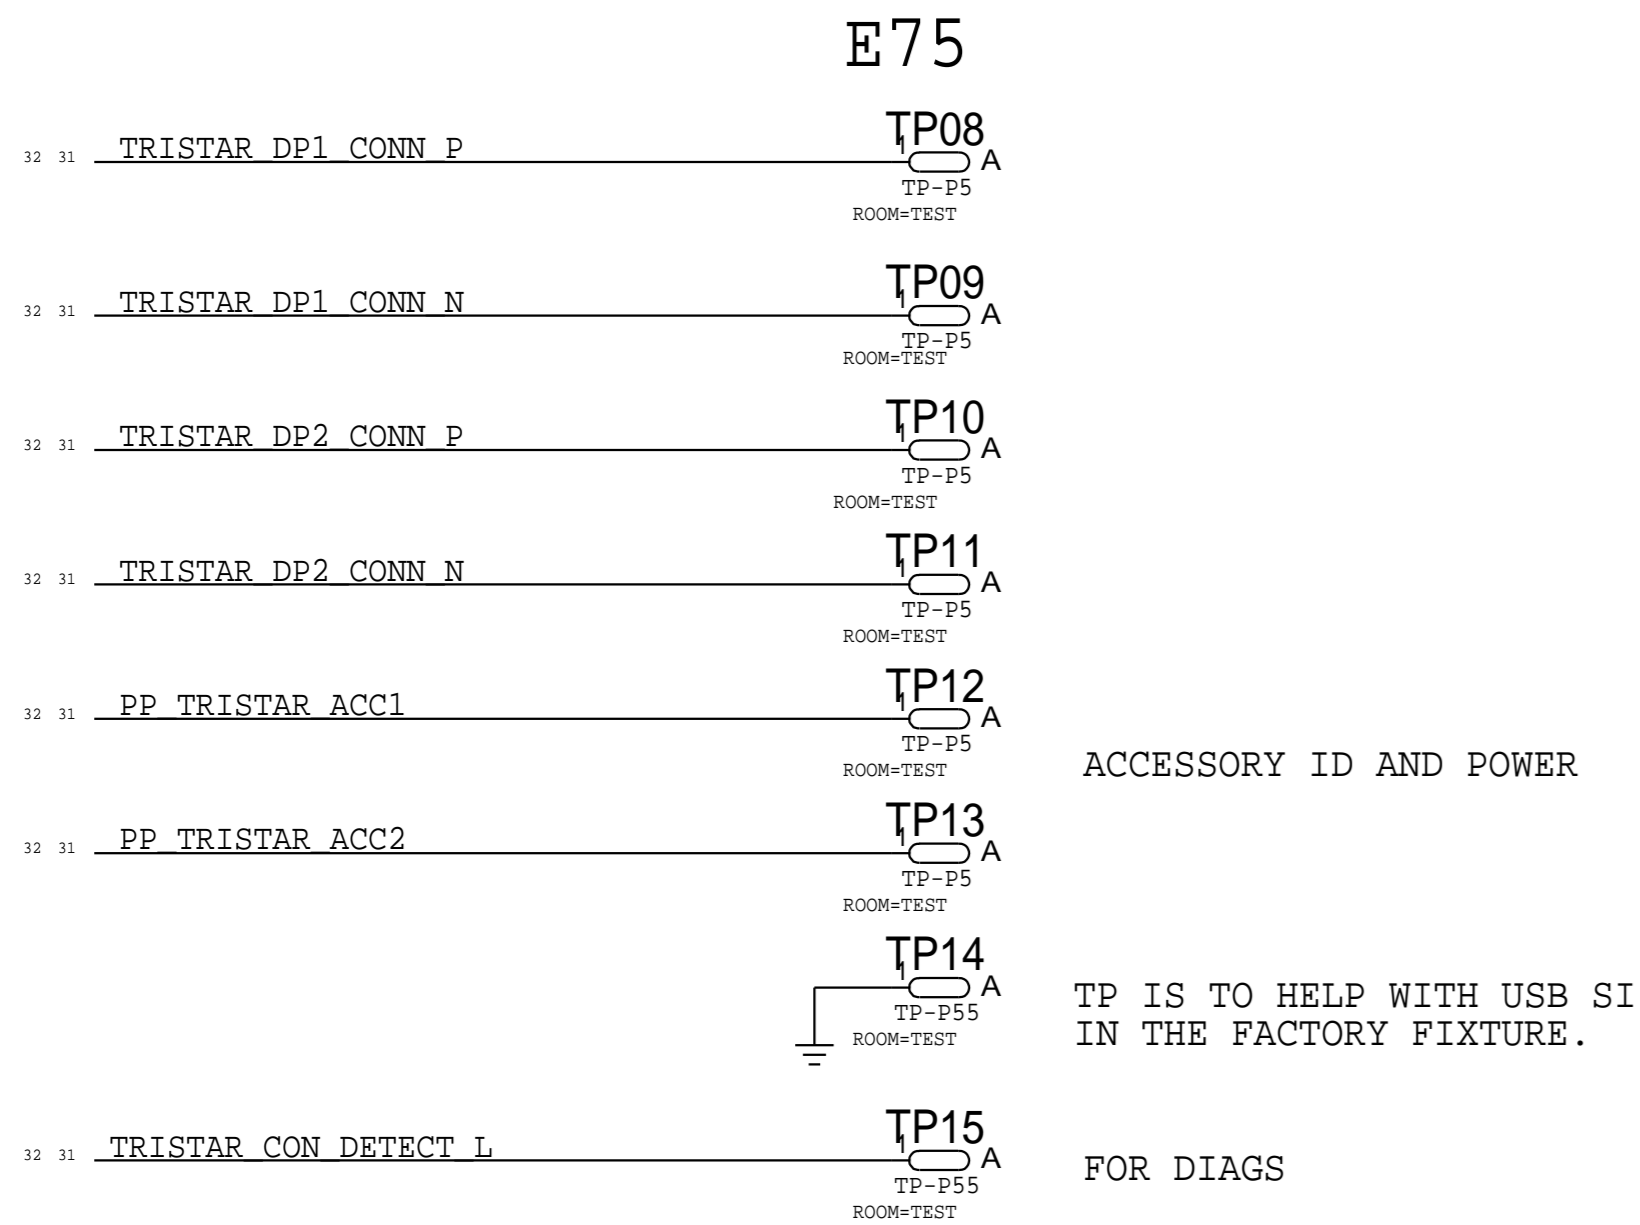 E75
TP08
1
32 31 TRISTAR_DP1_CONN_P A
TP-P5
ROOM=TEST
TP09
1
32 31 TRISTAR_DP1_CONN_N A
TP-P5
ROOM=TEST
TP10
1
32 31 TRISTAR_DP2_CONN_P A
TP-P5
ROOM=TEST
TP11
1
32 31 TRISTAR_DP2_CONN_N A
TP-P5
ROOM=TEST
TP12
1
32 31 PP_TRISTAR_ACC1 A
TP-P5
ROOM=TEST
ACCESSORY ID AND POWER
TP13
1
32 31 PP_TRISTAR_ACC2 A
TP-P5
ROOM=TEST
TP14
1
A
TP-P55
ROOM=TEST
TP IS TO HELP WITH USB SI
IN THE FACTORY FIXTURE.
TP15
1
32 31 TRISTAR_CON_DETECT_L A
TP-P55
ROOM=TEST
FOR DIAGS